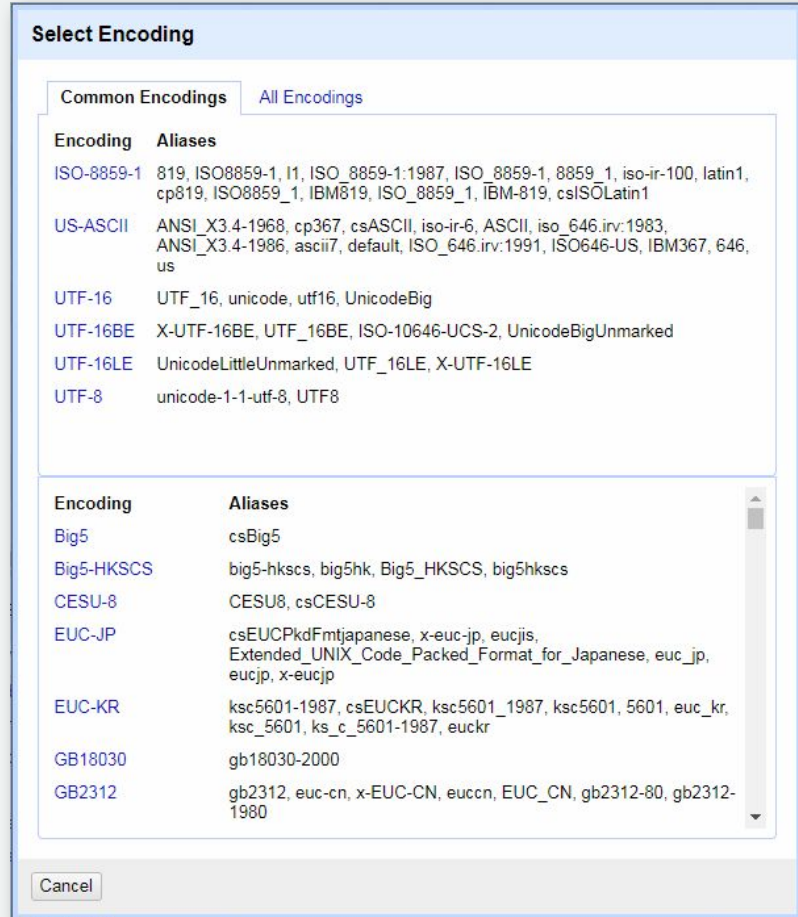 Select Encoding
Common Encodings All Encodings
Encoding Aliases
ISO-8859-1 819, ISO8859-1, l1, ISO_8859-1:1987, ISO_8859-1, 8859_1, iso-ir-100, latin1,
cp819, ISO8859_1, IBM819, ISO_8859_1, IBM-819, csISOLatin1
US-ASCII ANSI_X3.4-1968, cp367, csASCII, iso-ir-6, ASCII, iso_646.irv:1983,
ANSI_X3.4-1986, ascii7, default, ISO_646.irv:1991, ISO646-US, IBM367, 646,
us
UTF-16 UTF_16, unicode, utf16, UnicodeBig
UTF-16BE X-UTF-16BE, UTF_16BE, ISO-10646-UCS-2, UnicodeBigUnmarked
UTF-16LE UnicodeLittleUnmarked, UTF_16LE, X-UTF-16LE
UTF-8 unicode-1-1-utf-8, UTF8
Encoding Aliases
Big5 csBig5
Big5-HKSCS big5-hkscs, big5hk, Big5_HKSCS, big5hkscs
CESU-8 CESU8, csCESU-8
EUC-JP csEUCPkdFmtjapanese, x-euc-jp, eucjis,
Extended_UNIX_Code_Packed_Format_for_Japanese, euc_jp,
eucjp, x-eucjp
EUC-KR ksc5601-1987, csEUCKR, ksc5601_1987, ksc5601, 5601, euc_kr,
ksc_5601, ks_c_5601-1987, euckr
GB18030 gb18030-2000
GB2312 gb2312, euc-cn, x-EUC-CN, euccn, EUC_CN, gb2312-80, gb2312-
1980
Cancel